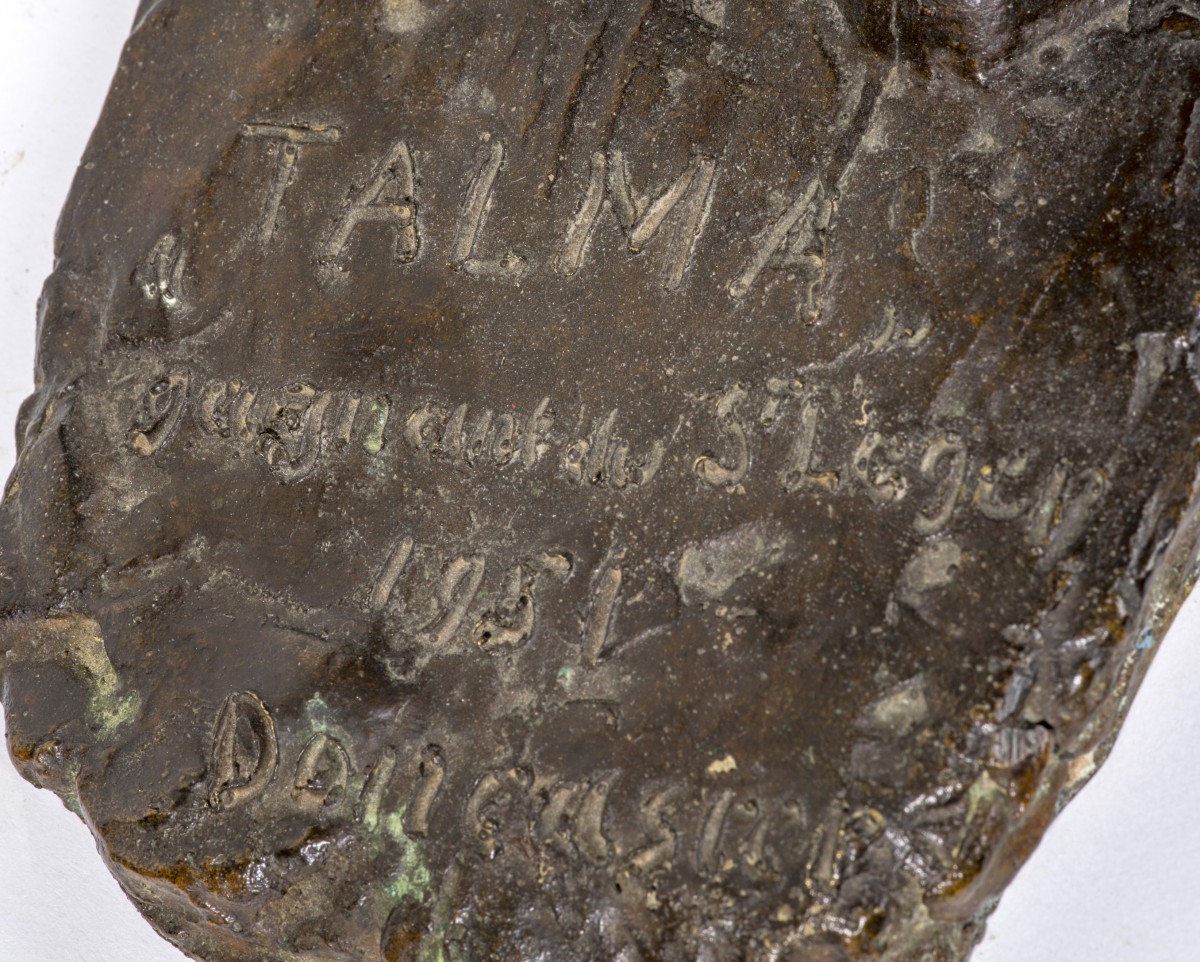 TALMA
gagnant du St Leger
1951
Doncaster